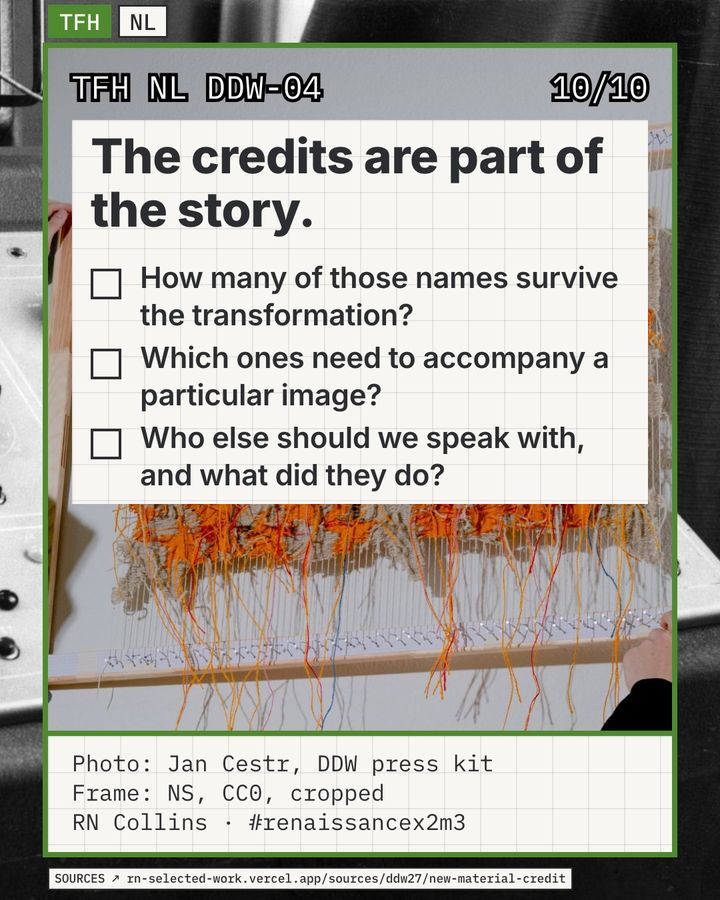 TFH NL
TFH NL DDW-04 10/10
The credits are part of
the story.
How many of those names survive
the transformation?
Which ones need to accompany a
particular image?
Who else should we speak with,
and what did they do?
Photo: Jan Cestr, DDW press kit
Frame: NS, CC0, cropped
RN Collins · #renaissancex2m3
SOURCES ↗ rn-selected-work.vercel.app/sources/ddw27/new-material-credit